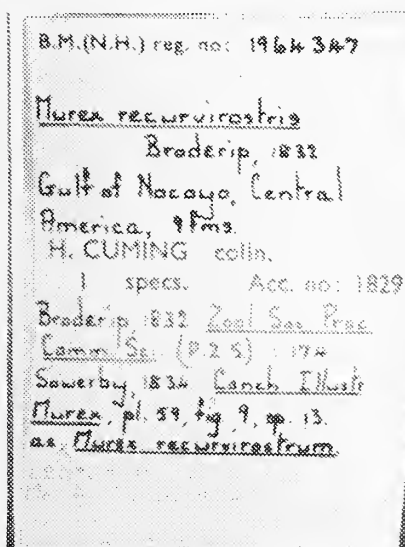 B.M.(N.H.) reg. no: 1964347
Murex recurvirostris
Broderip, 1832
Gulf of Nocoyo, Central
America, 9 fms.
H. CUMING colln.
1 specs. Acc. no: 1829
Broderip 1832 Zool Soc Proc
Comm Sc. (P.2 S) : 174
Sowerby, 1834 Conch Illustr
Murex, pl. 59, fig 9, sp. 13.
as Murex recurvirostrum